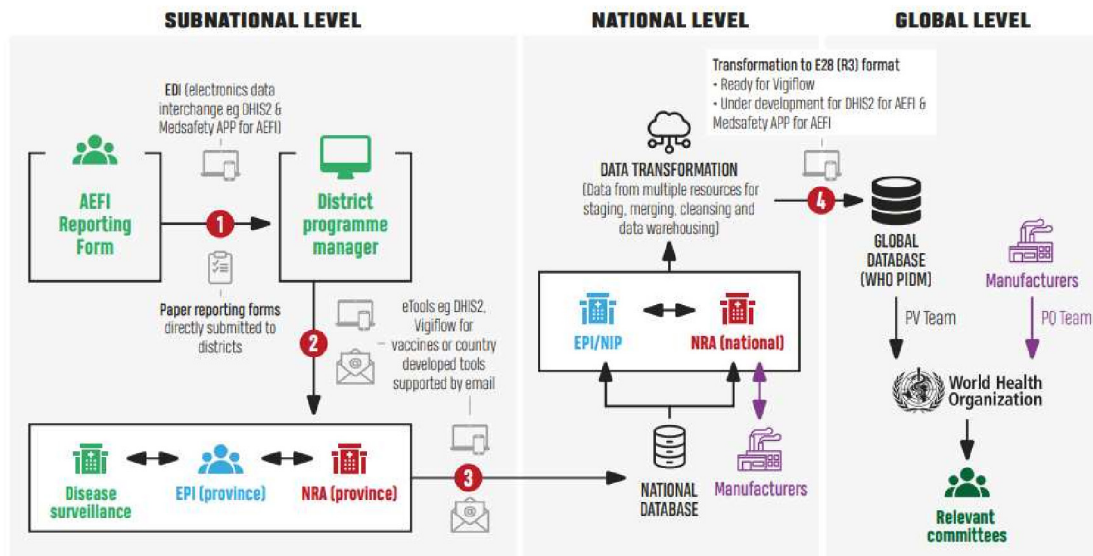 SUBNATIONAL LEVEL
EDI (electronics data
interchange eg DHIS2 &
Medsafety APP for AEFI)
AEFI
Reporting
Form
1
District
programme
manager
Paper reporting forms
directly submitted to
districts
2
eTools eg DHIS2,
Vigiflow for
vaccines or country
developed tools
supported by email
Disease
surveillance
EPI (province)
NRA (province)
3
NATIONAL LEVEL
Transformation to E28 (R3) format
• Ready for Vigiflow
• Under development for DHIS2 for AEFI &
Medsafety APP for AEFI
DATA TRANSFORMATION
(Data from multiple resources for
staging, merging, cleansing and
data warehousing)
4
EPI/NIP
NRA (national)
NATIONAL
DATABASE
Manufacturers
GLOBAL LEVEL
GLOBAL
DATABASE
(WHO PIDM)
Manufacturers
PV Team
PQ Team
World Health
Organization
Relevant
committees